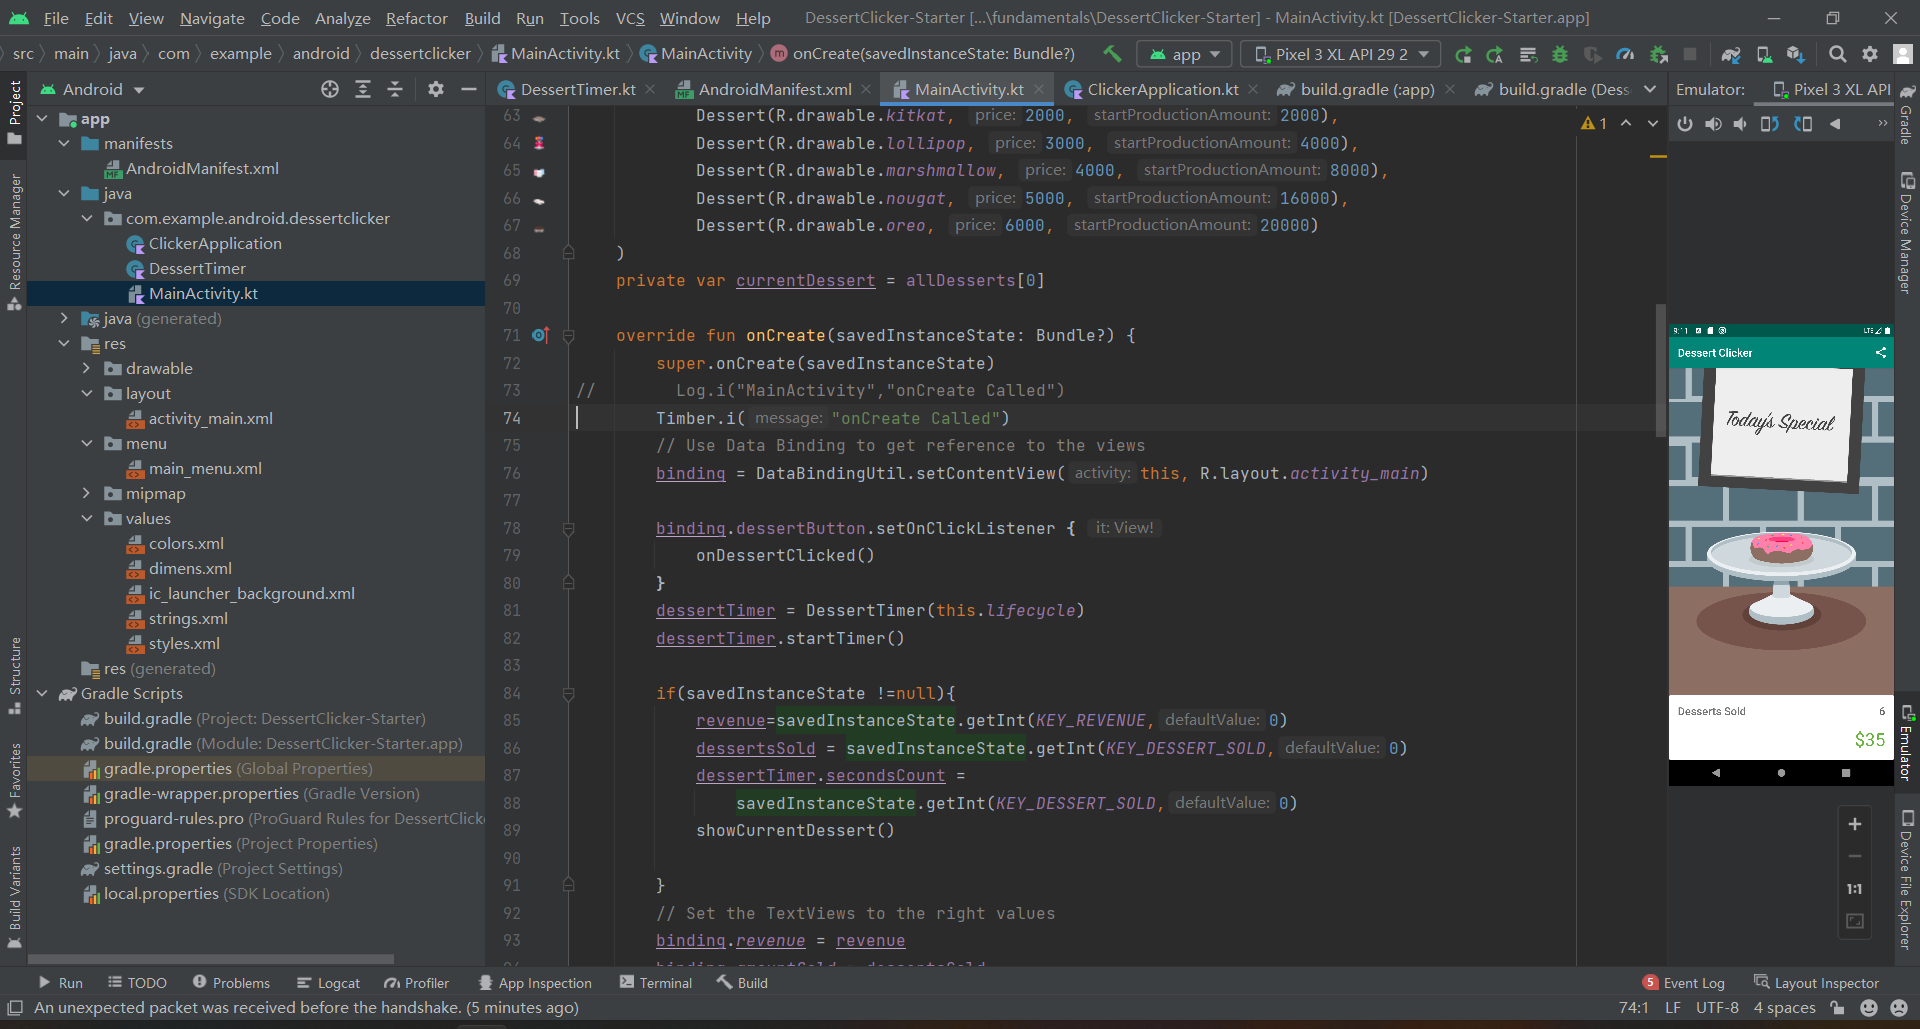 File Edit View Navigate Code Analyze Refactor Build Run Tools VCS Window Help DessertClicker-Starter [...\fundamentals\DessertClicker-Starter] - MainActivity.kt [DessertClicker-Starter.app]
src main java com example android dessertclicker MainActivity.kt MainActivity onCreate(savedInstanceState: Bundle?) app Pixel 3 XL API 29 2
Android DessertTimer.kt AndroidManifest.xml MainActivity.kt ClickerApplication.kt build.gradle (:app) build.gradle (Dess Emulator: Pixel 3 XL API
Project
Resource Manager
Structure
Favorites
Build Variants
app
manifests
AndroidManifest.xml
java
com.example.android.dessertclicker
ClickerApplication
DessertTimer
MainActivity.kt
java (generated)
res
drawable
layout
activity_main.xml
menu
main_menu.xml
mipmap
values
colors.xml
dimens.xml
ic_launcher_background.xml
strings.xml
styles.xml
res (generated)
Gradle Scripts
build.gradle (Project: DessertClicker-Starter)
build.gradle (Module: DessertClicker-Starter.app)
gradle.properties (Global Properties)
gradle-wrapper.properties (Gradle Version)
proguard-rules.pro (ProGuard Rules for DessertClicke
gradle.properties (Project Properties)
settings.gradle (Project Settings)
local.properties (SDK Location)
63 Dessert(R.drawable.kitkat, price: 2000, startProductionAmount: 2000),
64 Dessert(R.drawable.lollipop, price: 3000, startProductionAmount: 4000),
65 Dessert(R.drawable.marshmallow, price: 4000, startProductionAmount: 8000),
66 Dessert(R.drawable.nougat, price: 5000, startProductionAmount: 16000),
67 Dessert(R.drawable.oreo, price: 6000, startProductionAmount: 20000)
68 )
69 private var currentDessert = allDesserts[0]
70
71 override fun onCreate(savedInstanceState: Bundle?) {
72 super.onCreate(savedInstanceState)
73 // Log.i("MainActivity","onCreate Called")
74 Timber.i( message: "onCreate Called")
75 // Use Data Binding to get reference to the views
76 binding = DataBindingUtil.setContentView( activity: this, R.layout.activity_main)
77
78 binding.dessertButton.setOnClickListener { it: View!
79 onDessertClicked()
80 }
81 dessertTimer = DessertTimer(this.lifecycle)
82 dessertTimer.startTimer()
83
84 if(savedInstanceState !=null){
85 revenue=savedInstanceState.getInt(KEY_REVENUE, defaultValue: 0)
86 dessertsSold = savedInstanceState.getInt(KEY_DESSERT_SOLD, defaultValue: 0)
87 dessertTimer.secondsCount =
88 savedInstanceState.getInt(KEY_DESSERT_SOLD, defaultValue: 0)
89 showCurrentDessert()
90
91 }
92 // Set the TextViews to the right values
93 binding.revenue = revenue
1
9:11 LTE
Dessert Clicker
Today's Special
Desserts Sold 6
$35
1:1
Gradle
Device Manager
Emulator
Device File Explorer
Run TODO Problems Logcat Profiler App Inspection Terminal Build 5 Event Log Layout Inspector
An unexpected packet was received before the handshake. (5 minutes ago) 74:1 LF UTF-8 4 spaces